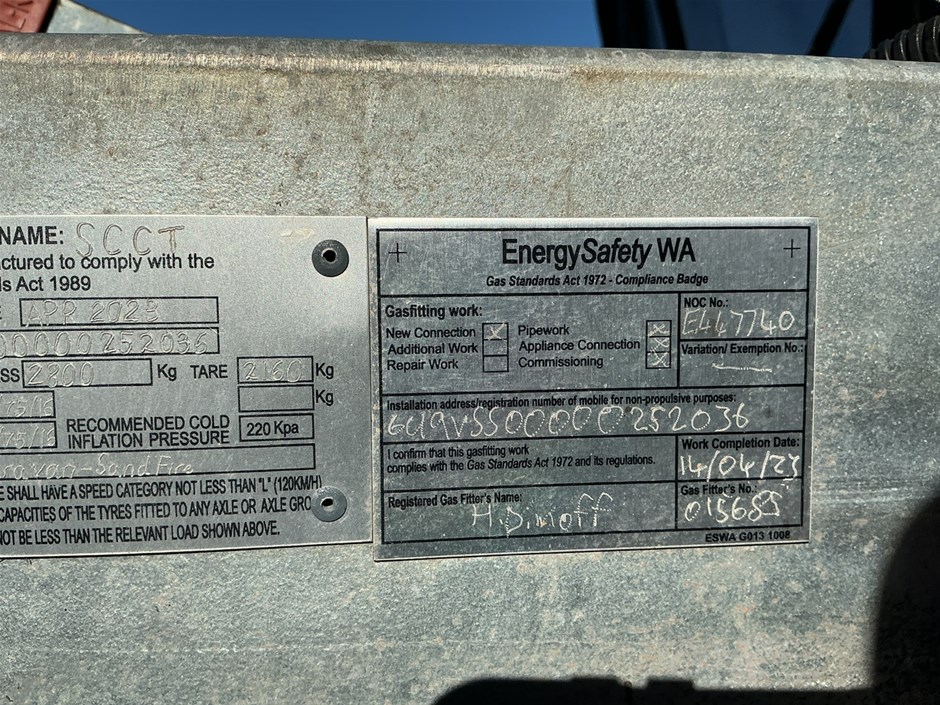 NAME: SCCT
ctured to comply with the
ls Act 1989
APR 2023
00000252036
SS 2800 Kg TARE 2160 Kg
Kg
75/16
RECOMMENDED COLD
INFLATION PRESSURE 220 Kpa
E SHALL HAVE A SPEED CATEGORY NOT LESS THAN "L" (120KM/H)
CAPACITIES OF THE TYRES FITTED TO ANY AXLE OR AXLE GRO
NOT BE LESS THAN THE RELEVANT LOAD SHOWN ABOVE.
EnergySafety WA
Gas Standards Act 1972 - Compliance Badge
Gasfitting work:
New Connection X Pipework X
Additional Work Appliance Connection X
Repair Work Commissioning X
NOC No.:
E447740
Variation/ Exemption No.:
Installation address/registration number of mobile for non-propulsive purposes:
6U9VSS00000252036
I confirm that this gasfitting work
complies with the Gas Standards Act 1972 and its regulations.
Work Completion Date:
14/04/23
Registered Gas Fitter's Name:
H.Dimoff
Gas Fitter's No.:
015685
ESWA G013 1008